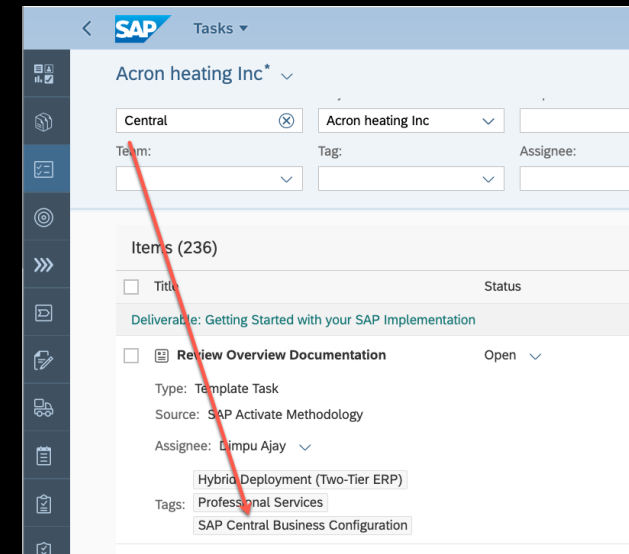 SAP Tasks
Acron heating Inc*
Central Acron heating Inc
Team: Tag: Assignee:
Items (236)
Title Status
Deliverable: Getting Started with your SAP Implementation
Review Overview Documentation Open
Type: Template Task
Source: SAP Activate Methodology
Assignee: Dimpu Ajay
Hybrid Deployment (Two-Tier ERP)
Tags: Professional Services
SAP Central Business Configuration